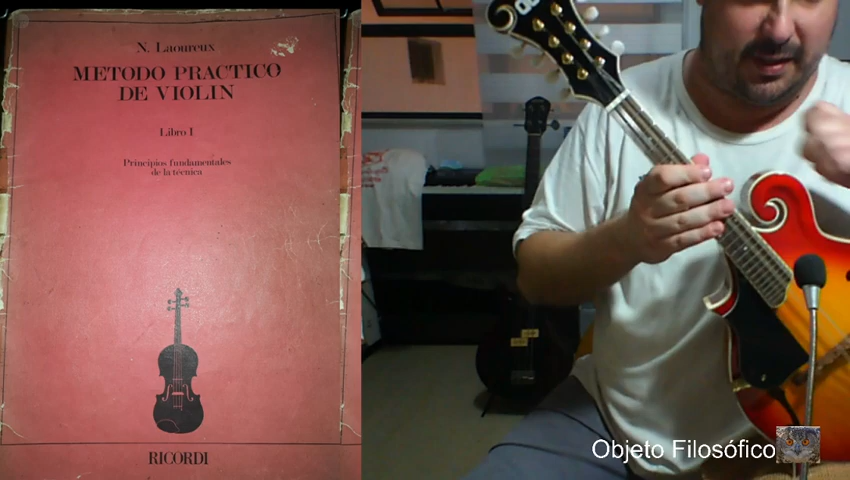 N. Laoureux
METODO PRACTICO
DE VIOLIN
Libro I
Principios fundamentales
de la técnica
RICORDI
Objeto Filosófico